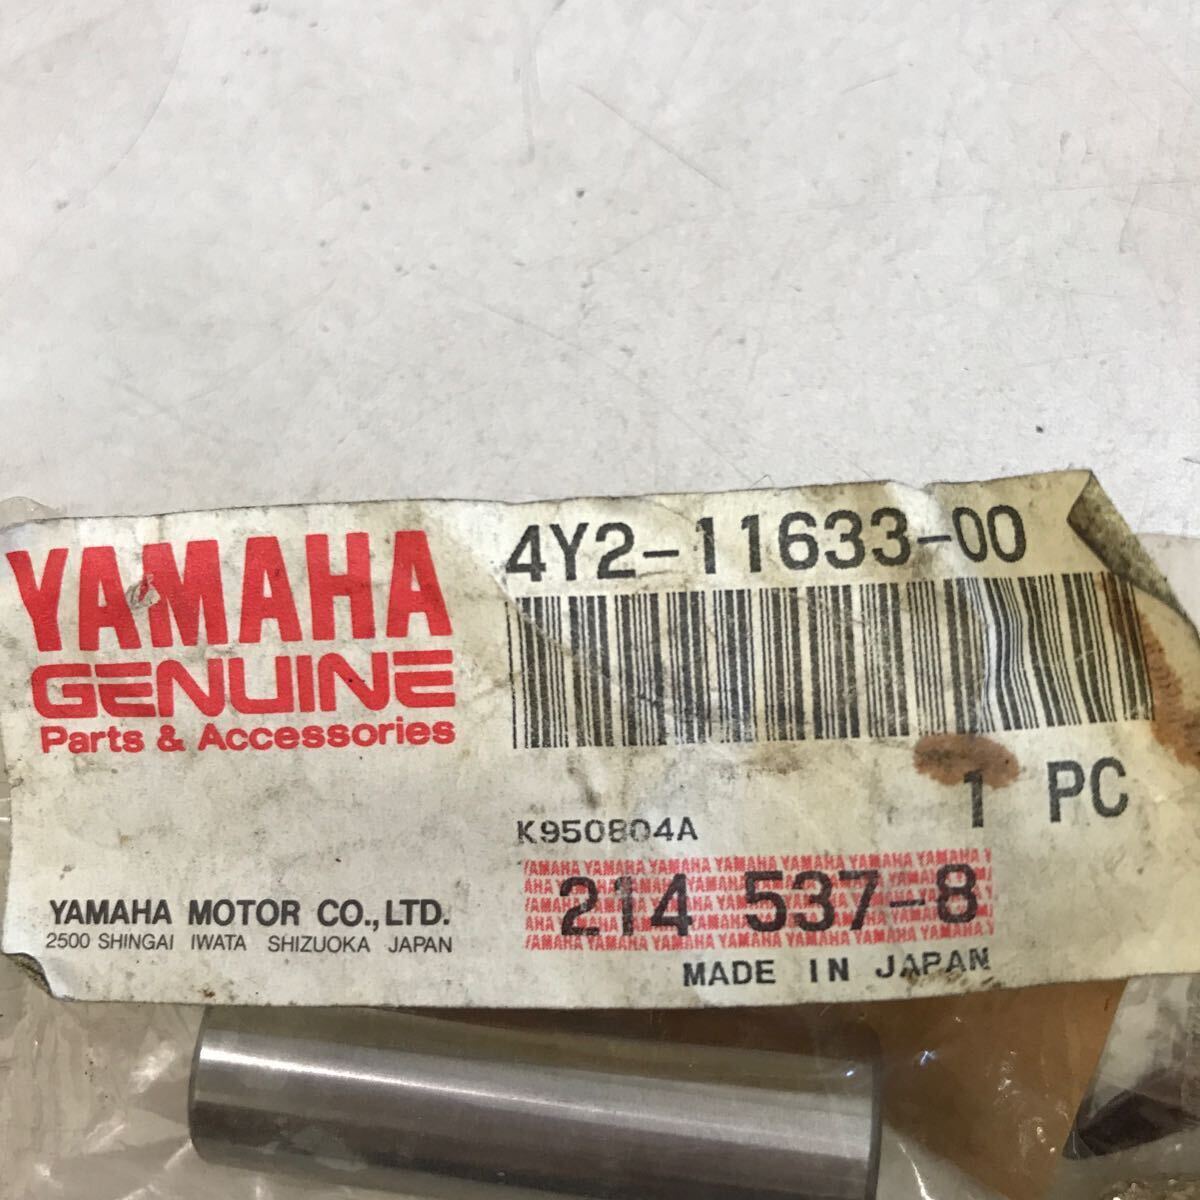 YAMAHA
GENUINE
Parts & Accessories
4Y2-11633-00
1 PC
K950804A
214 537-8
MADE IN JAPAN
YAMAHA MOTOR CO.,LTD.
2500 SHINGAI IWATA SHIZUOKA JAPAN